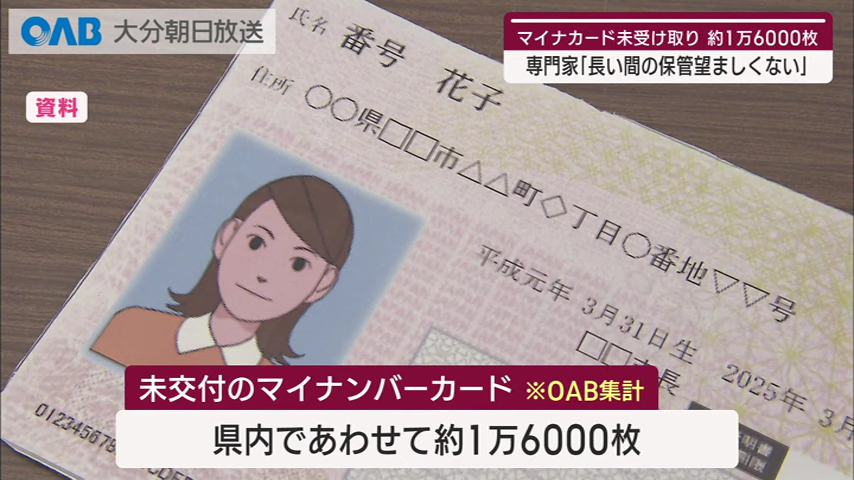 OAB 大分朝日放送
マイナカード未受け取り 約1万6000枚
専門家「長い間の保管望ましくない」
資料
氏名 番号 花子
住所 〇〇県□□市△△町◇丁目〇番地▽▽号
平成元年 3月31日生
2025年 3月
未交付のマイナンバーカード ※OAB集計
県内であわせて約1万6000枚